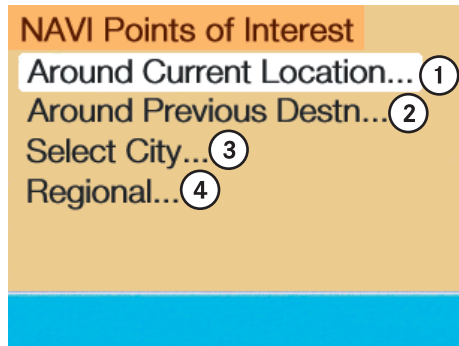 NAVI Points of Interest
Around Current Location... 1
Around Previous Destn... 2
Select City... 3
Regional... 4